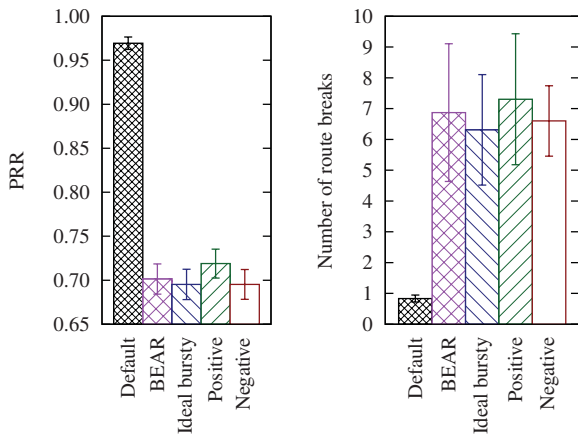 1.00
0.95
0.90
0.85
0.80
0.75
0.70
0.65
PRR
Default
BEAR
Ideal bursty
Positive
Negative
10
9
8
7
6
5
4
3
2
1
0
Number of route breaks
Default
BEAR
Ideal bursty
Positive
Negative